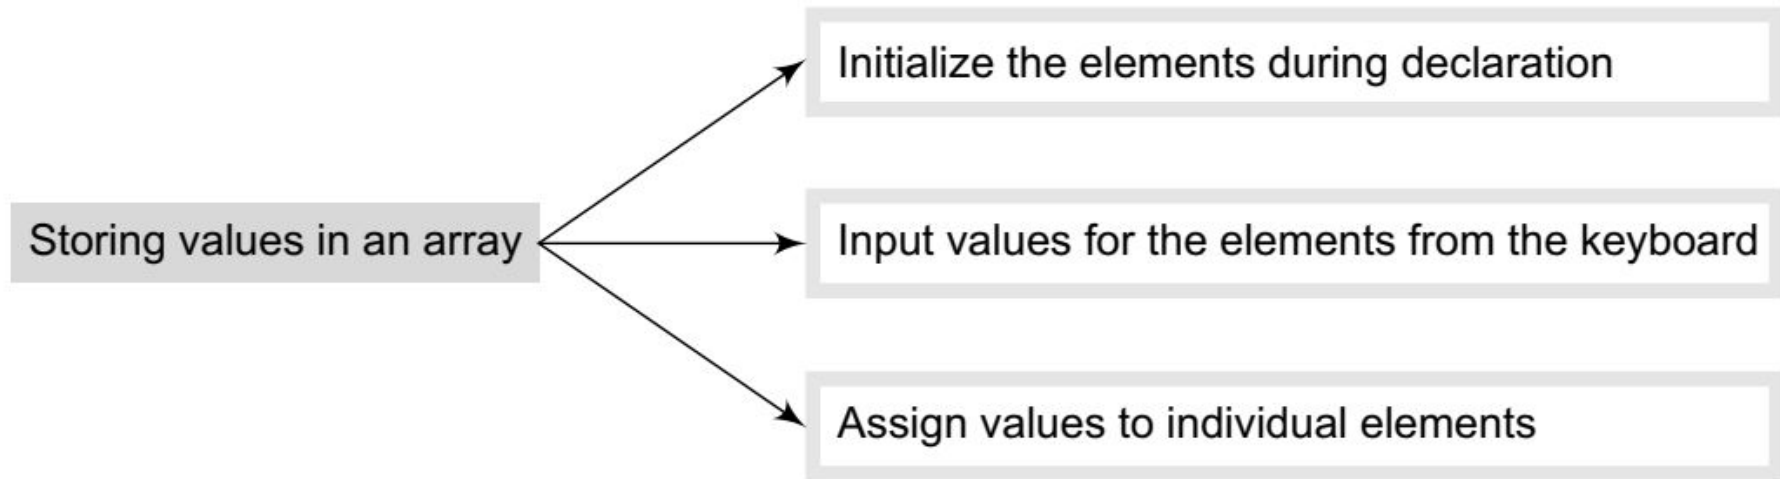 Initialize the elements during declaration
Storing values in an array
Input values for the elements from the keyboard
Assign values to individual elements